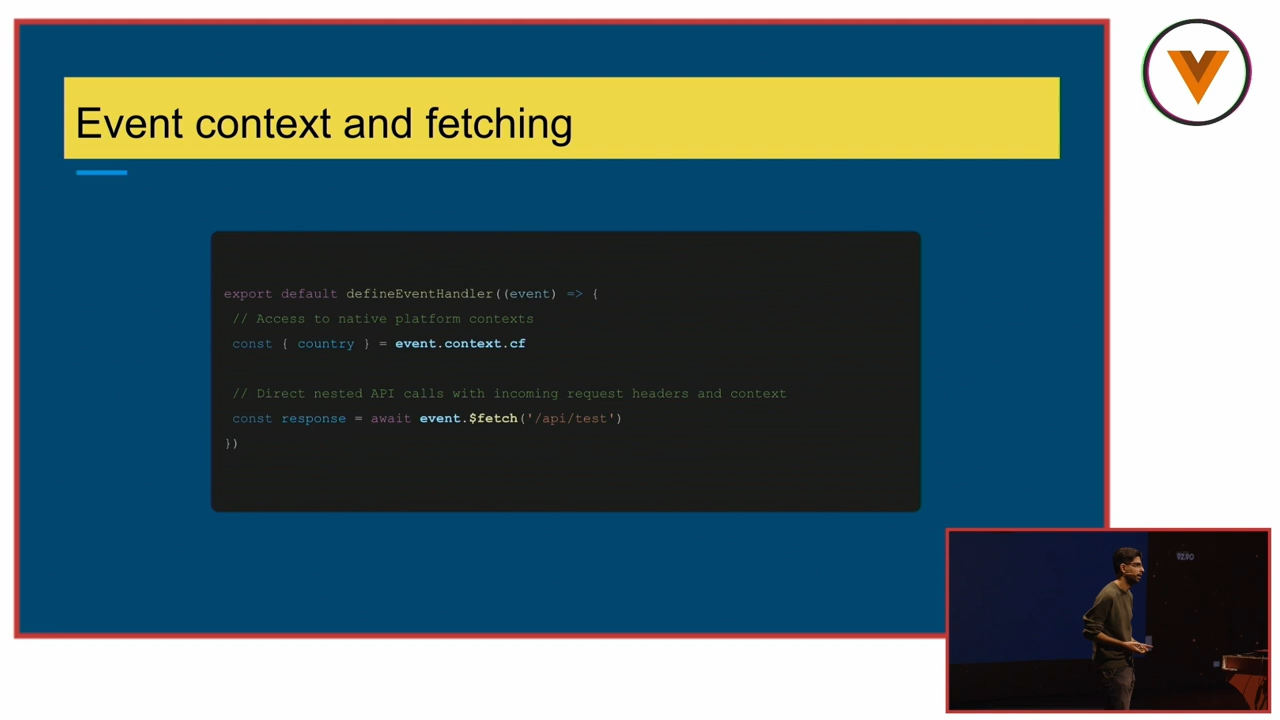 Event context and fetching
export default defineEventHandler((event) => {
// Access to native platform contexts
const { country } = event.context.cf
// Direct nested API calls with incoming request headers and context
const response = await event.$fetch('/api/test')
})